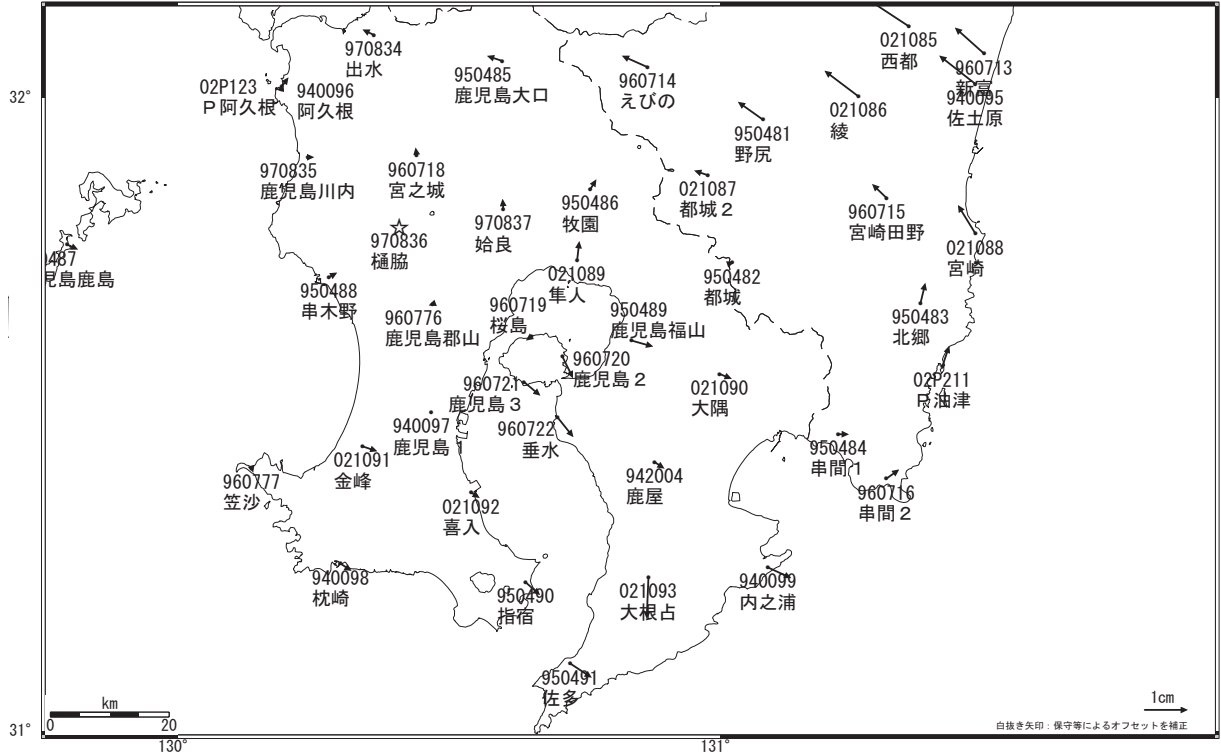 970834
出水
950485
鹿児島大口
960714
えびの
021085
西都
960713
新富
940095
佐土原
32°
02P123
Ｐ阿久根
940096
阿久根
021086
綾
950481
野尻
970835
鹿児島川内
960718
宮之城
021087
都城２
950486
牧園
960715
宮崎田野
970837
姶良
970836
樋脇
021088
宮崎
487
児島鹿島
021089
隼人
950482
都城
950488
串木野
960776
鹿児島郡山
960719
桜島
950489
鹿児島福山
950483
北郷
960720
鹿児島２
960721
鹿児島３
021090
大隅
02P211
Ｐ油津
940097
鹿児島１
960722
垂水
950484
串間１
021091
金峰
960777
笠沙
942004
鹿屋
960716
串間２
021092
喜入
940098
枕崎
950490
指宿
021093
大根占
940099
内之浦
950491
佐多
km
0 20
1cm
白抜き矢印：保守等によるオフセットを補正
31°
130°
131°